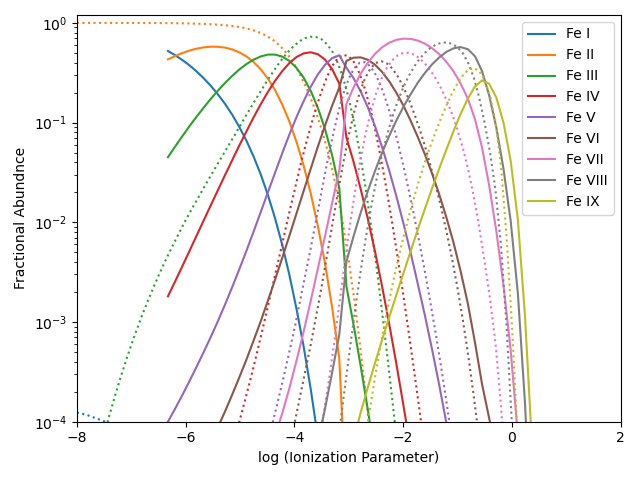 10⁰
10⁻¹
10⁻²
10⁻³
10⁻⁴
Fractional Abundnce
−8
−6
−4
−2
0
2
log (Ionization Parameter)
Fe I
Fe II
Fe III
Fe IV
Fe V
Fe VI
Fe VII
Fe VIII
Fe IX